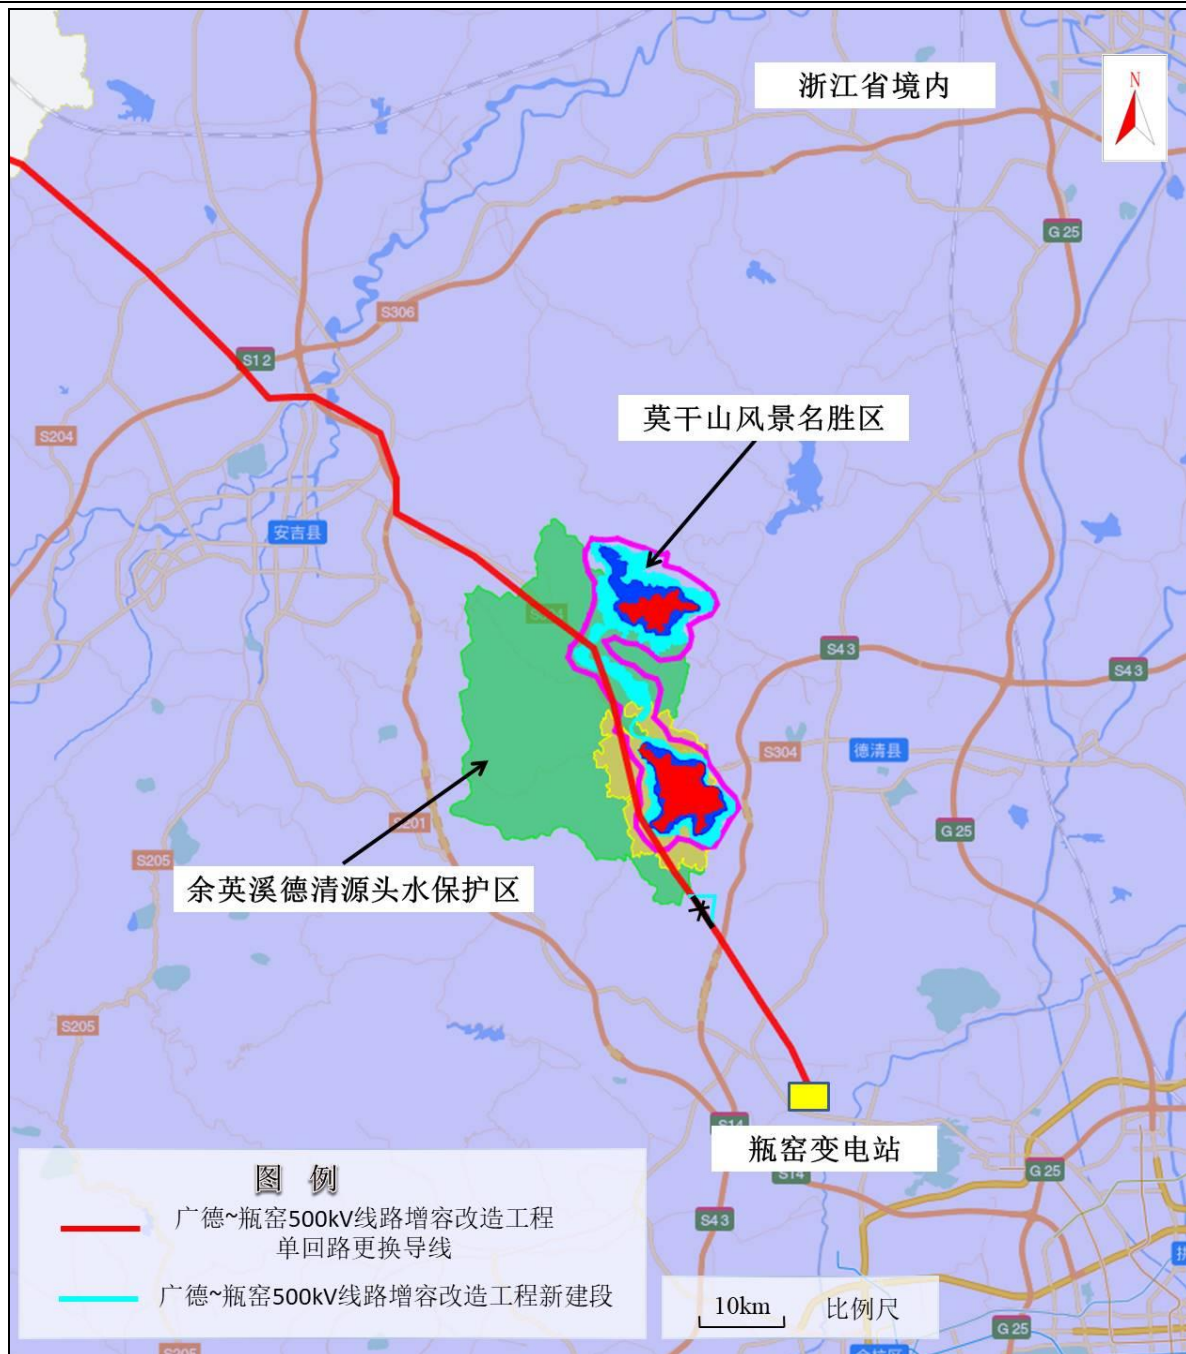 浙江省境内
N
G 25
S306
S12
莫干山风景名胜区
S204
安吉县
S43
S43
S304
德清县
S201
G 25
S205
余英溪德清源头水保护区
S205
S14
瓶窑变电站
S14
G 25
S43
图 例
广德~瓶窑500kV线路增容改造工程
单回路更换导线
广德~瓶窑500kV线路增容改造工程新建段
10km 比例尺
G 25
S205